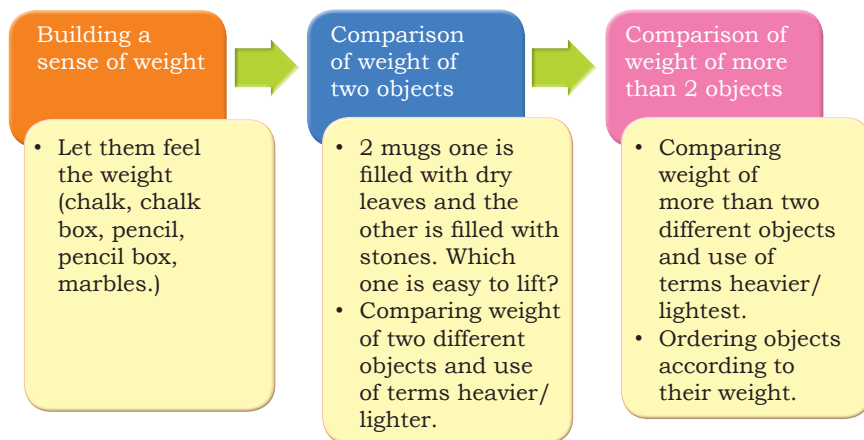 Building a
sense of weight
• Let them feel
the weight
(chalk, chalk
box, pencil,
pencil box,
marbles.)
Comparison
of weight of
two objects
• 2 mugs one is
filled with dry
leaves and the
other is filled with
stones. Which
one is easy to lift?
• Comparing weight
of two different
objects and use
of terms heavier/
lighter.
Comparison of
weight of more
than 2 objects
• Comparing
weight of
more than two
different objects
and use of
terms heavier/
lightest.
• Ordering objects
according to
their weight.